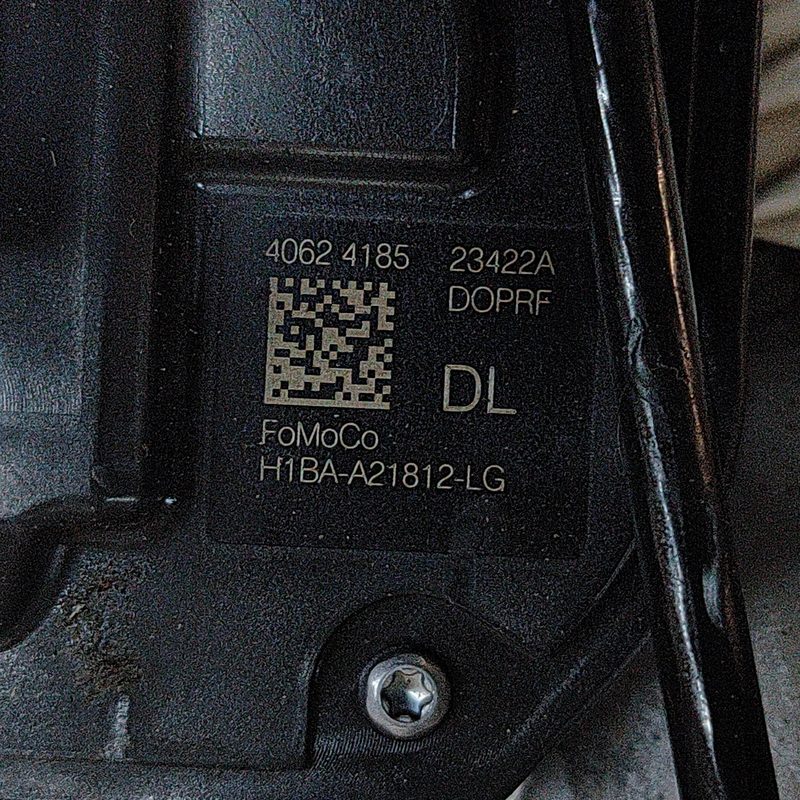 4062 4185 23422A
DOPRF
DL
FoMoCo
H1BA-A21812-LG